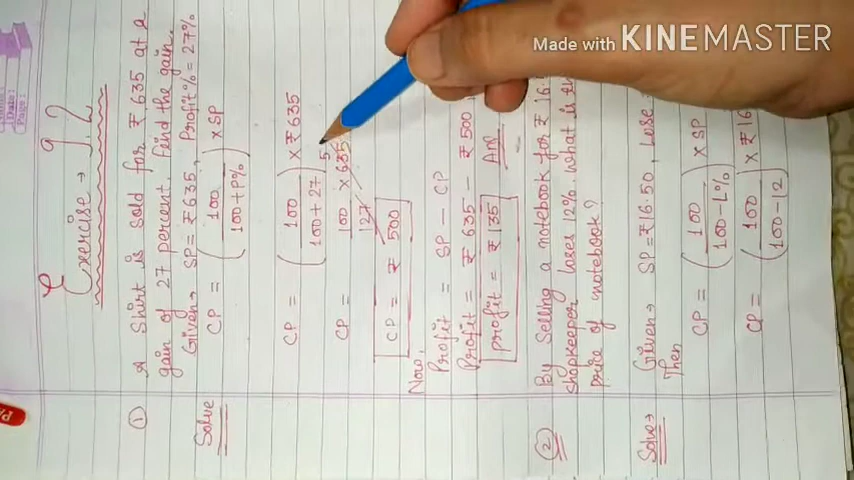 Made with KINEMASTER
Date:
Page:
Exercise → 9.2
① A Shirt is sold for ₹ 635 at a
gain of 27 percent. Find the gain.
Given→ SP = ₹635, Profit% = 27%
Solve
CP = (100 / 100+P%) × SP
CP = (100 / 100+27) × ₹635
CP = 100 × 635 / 127 5
CP = ₹ 500
Now,
Profit = SP − CP
Profit = ₹ 635 − ₹ 500
profit = ₹ 135 Ans
② By Selling a notebook for ₹ 16.
Shopkeeper loses 12%. what is
price of notebook?
Solve→ Given→ SP = ₹16.50, Lose
Then
CP = (100 / 100−L%) × SP
CP = (100 / 100−12) × ₹16